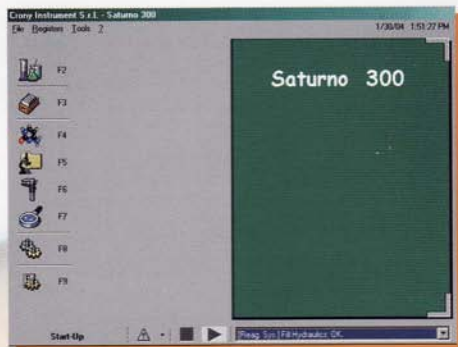 Crony Instrument S.r.l. - Saturno 300
File Registers Tools ?
1/30/04 1:51:27 PM
Saturno 300
F2
F3
F4
F5
F6
F7
F8
F9
Start-Up
[Reag. Sys.] Fill Hydraulics: OK.